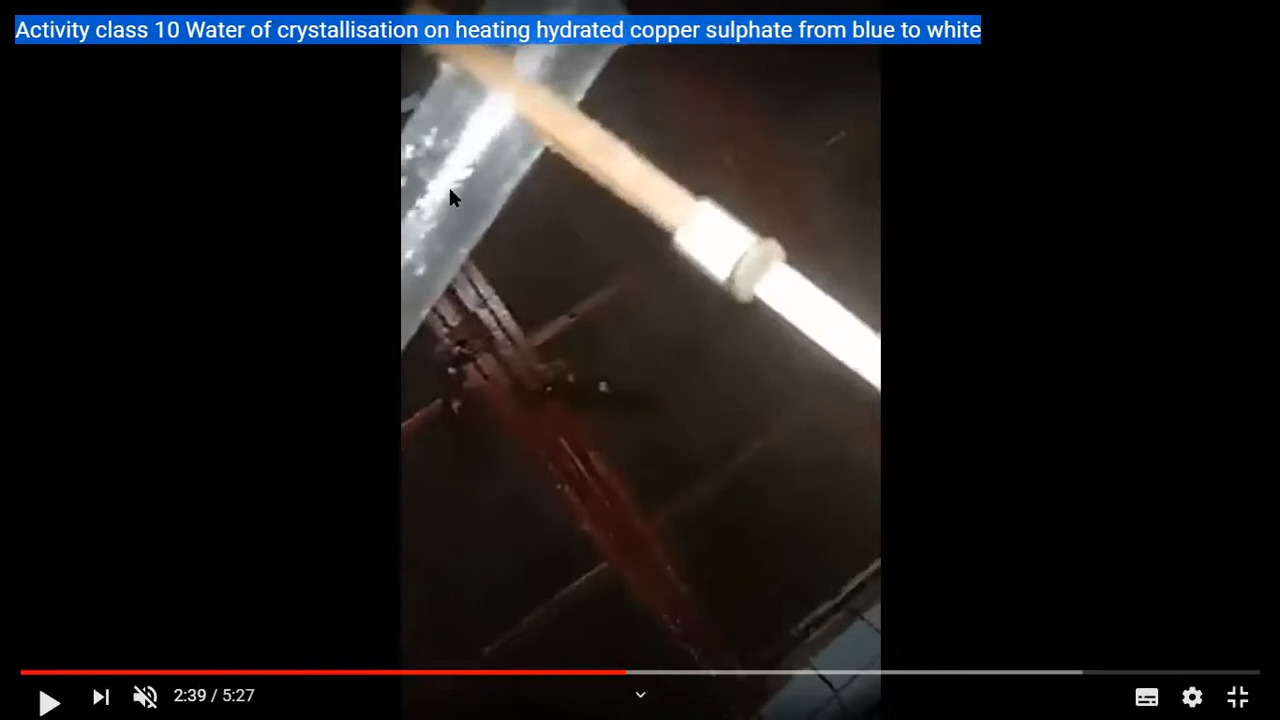 Activity class 10 Water of crystallisation on heating hydrated copper sulphate from blue to white
2:39 / 5:27